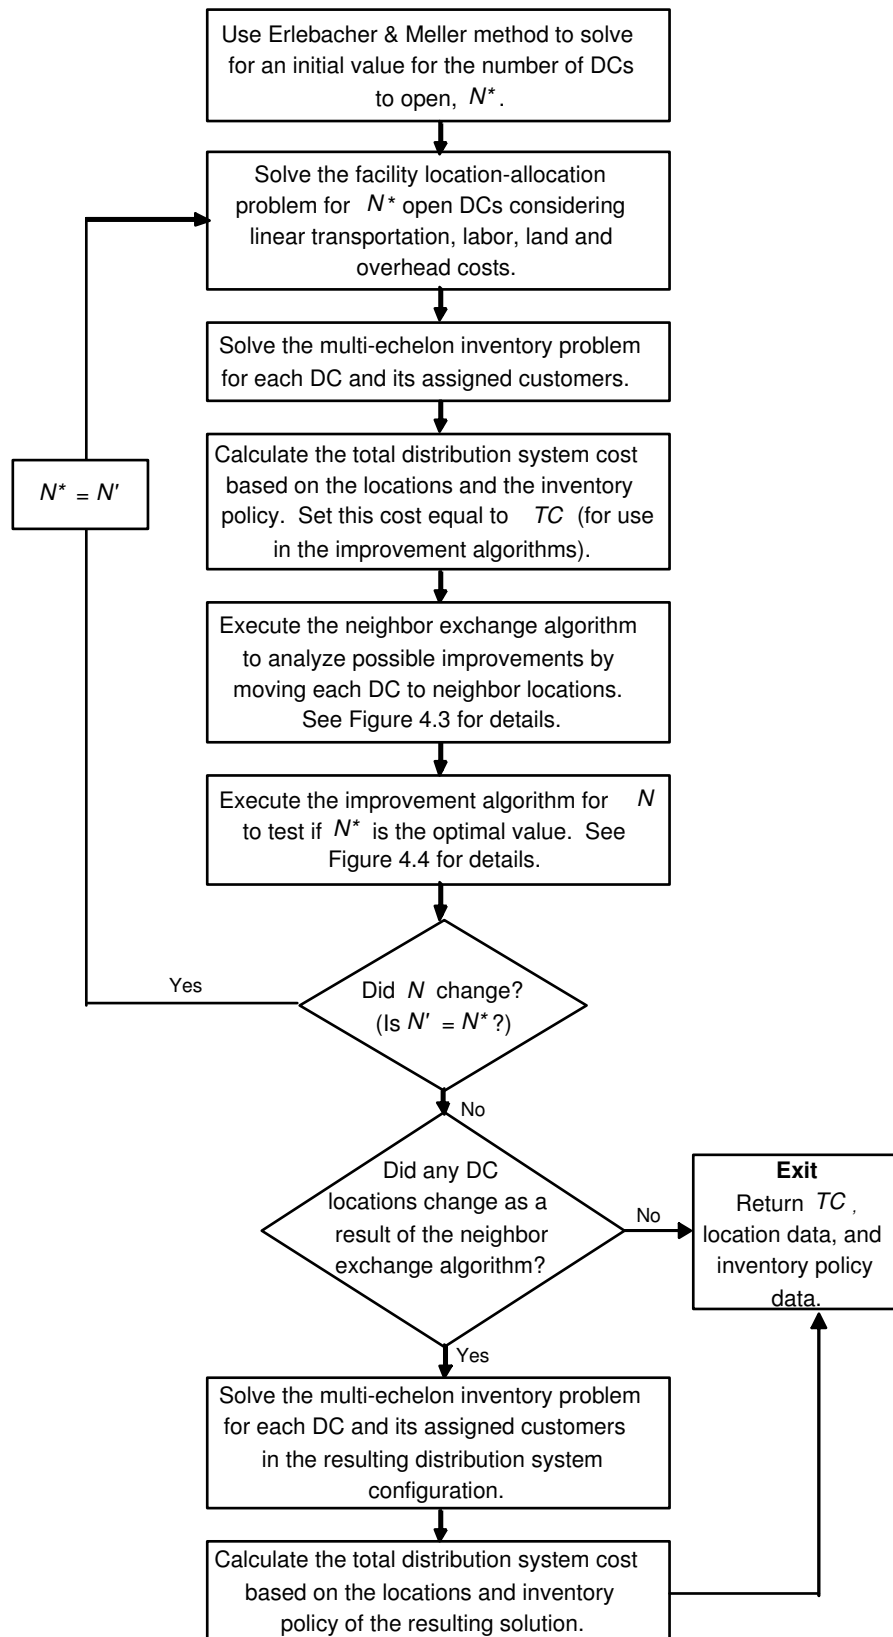 Use Erlebacher & Meller method to solve
for an initial value for the number of DCs
to open, N*.
Solve the facility location-allocation
problem for N* open DCs considering
linear transportation, labor, land and
overhead costs.
Solve the multi-echelon inventory problem
for each DC and its assigned customers.
Calculate the total distribution system cost
based on the locations and the inventory
policy. Set this cost equal to TC (for use
in the improvement algorithms).
N* = N'
Execute the neighbor exchange algorithm
to analyze possible improvements by
moving each DC to neighbor locations.
See Figure 4.3 for details.
Execute the improvement algorithm for N
to test if N* is the optimal value. See
Figure 4.4 for details.
Yes
Did N change?
(Is N' = N*?)
No
Did any DC
locations change as a
result of the neighbor
exchange algorithm?
No
Exit
Return TC,
location data, and
inventory policy
data.
Yes
Solve the multi-echelon inventory problem
for each DC and its assigned customers
in the resulting distribution system
configuration.
Calculate the total distribution system cost
based on the locations and inventory
policy of the resulting solution.